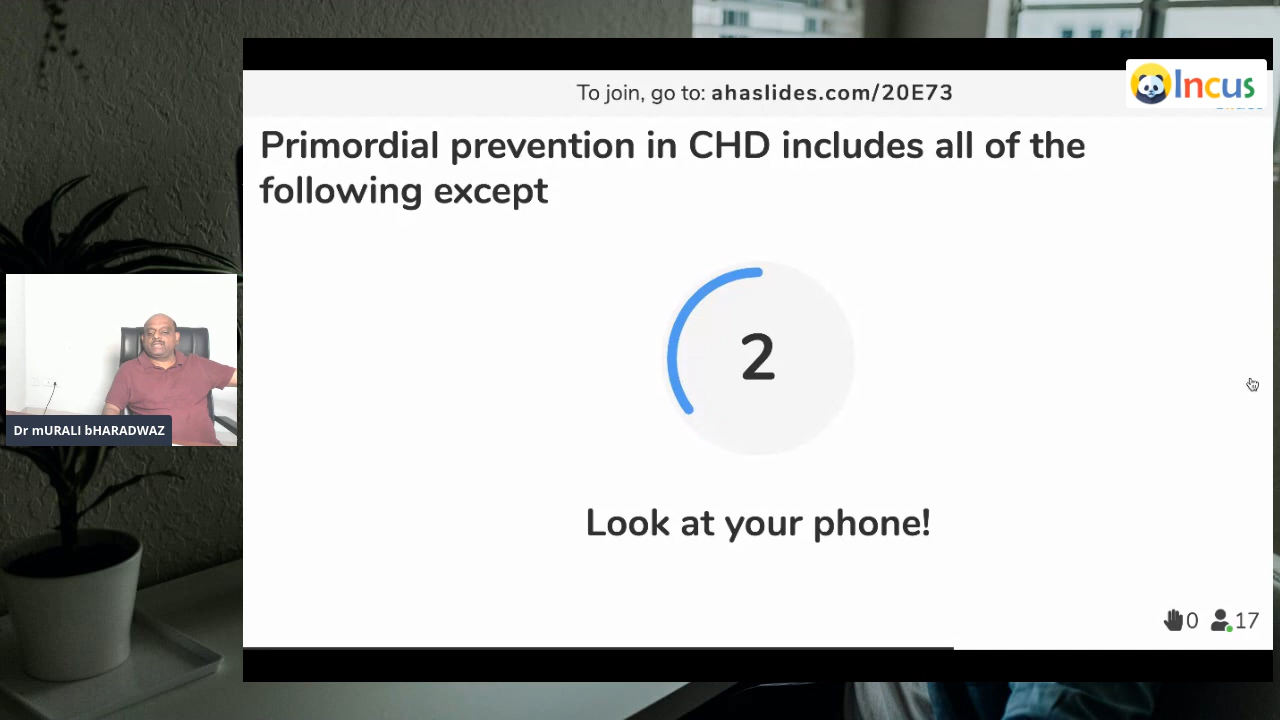 To join, go to: ahaslides.com/20E73
Incus
Primordial prevention in CHD includes all of the
following except
2
Look at your phone!
Dr mURALI bHARADWAZ
0 17